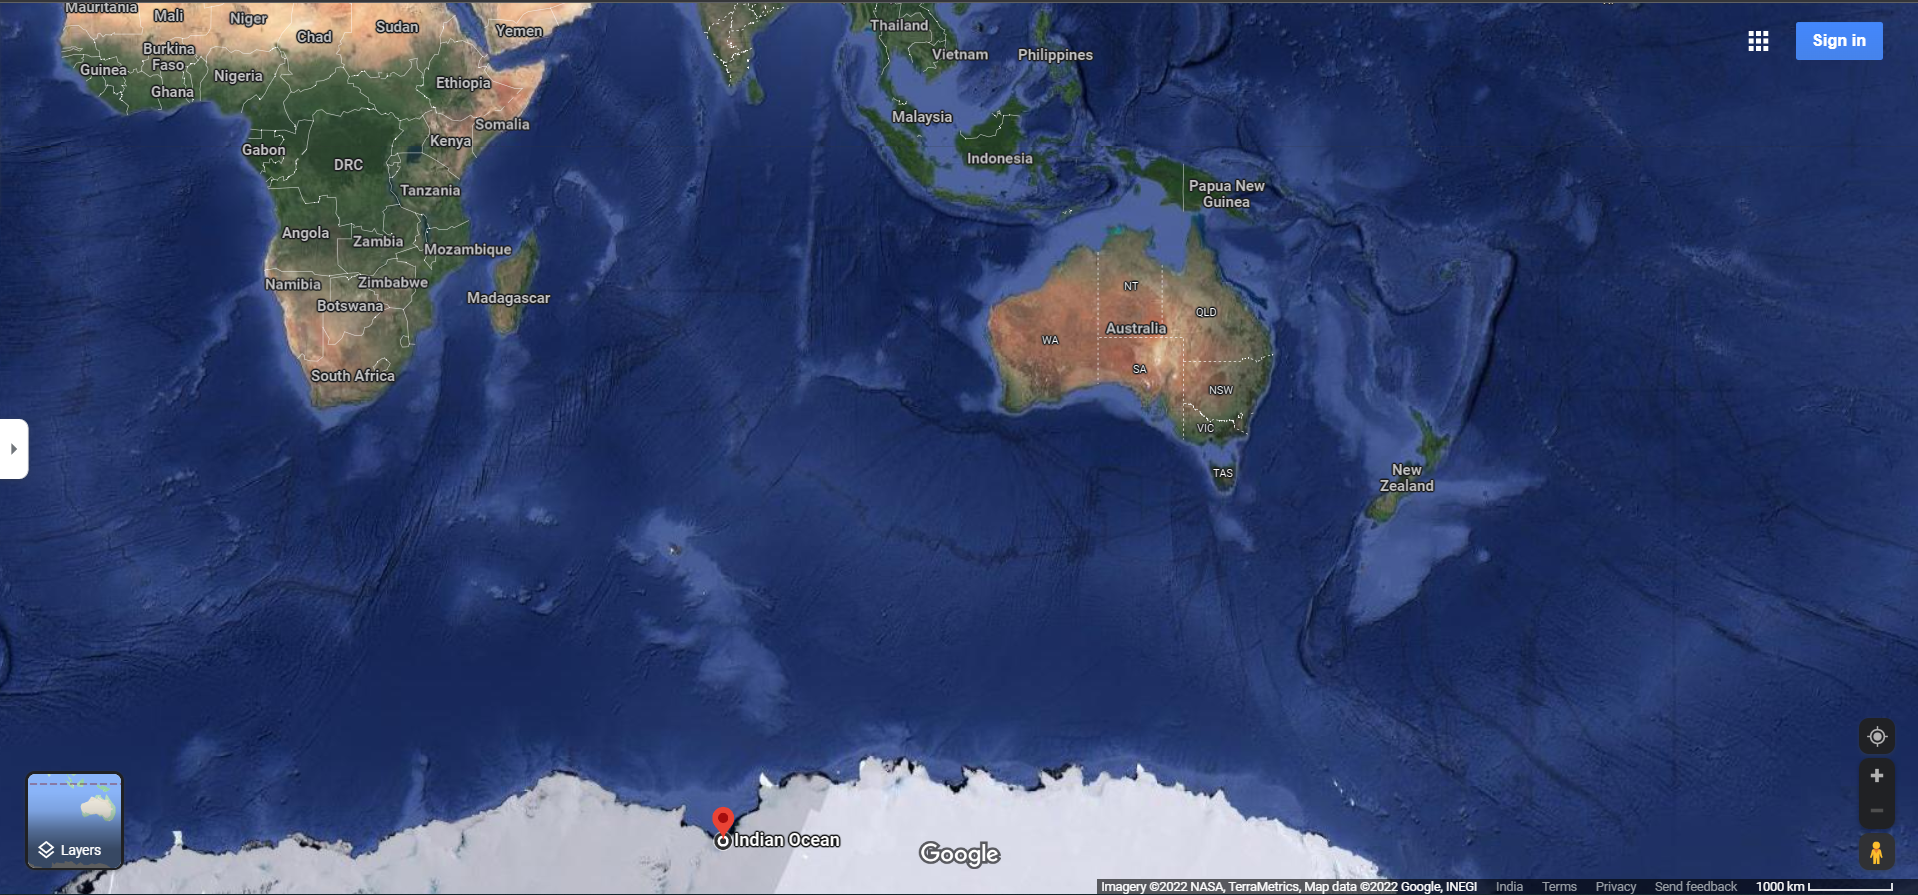 Mauritania
Mali
Niger
Chad
Sudan
Yemen
Thailand
Vietnam
Philippines
Sign in
Burkina
Faso
Guinea
Ghana
Nigeria
Ethiopia
Somalia
Kenya
Malaysia
Gabon
DRC
Indonesia
Tanzania
Papua New
Guinea
Angola
Zambia
Mozambique
Namibia
Zimbabwe
Botswana
Madagascar
NT
QLD
WA
Australia
SA
South Africa
NSW
VIC
TAS
New
Zealand
Layers
Indian Ocean
Google
Imagery ©2022 NASA, TerraMetrics, Map data ©2022 Google, INEGI India Terms Privacy Send feedback 1000 km